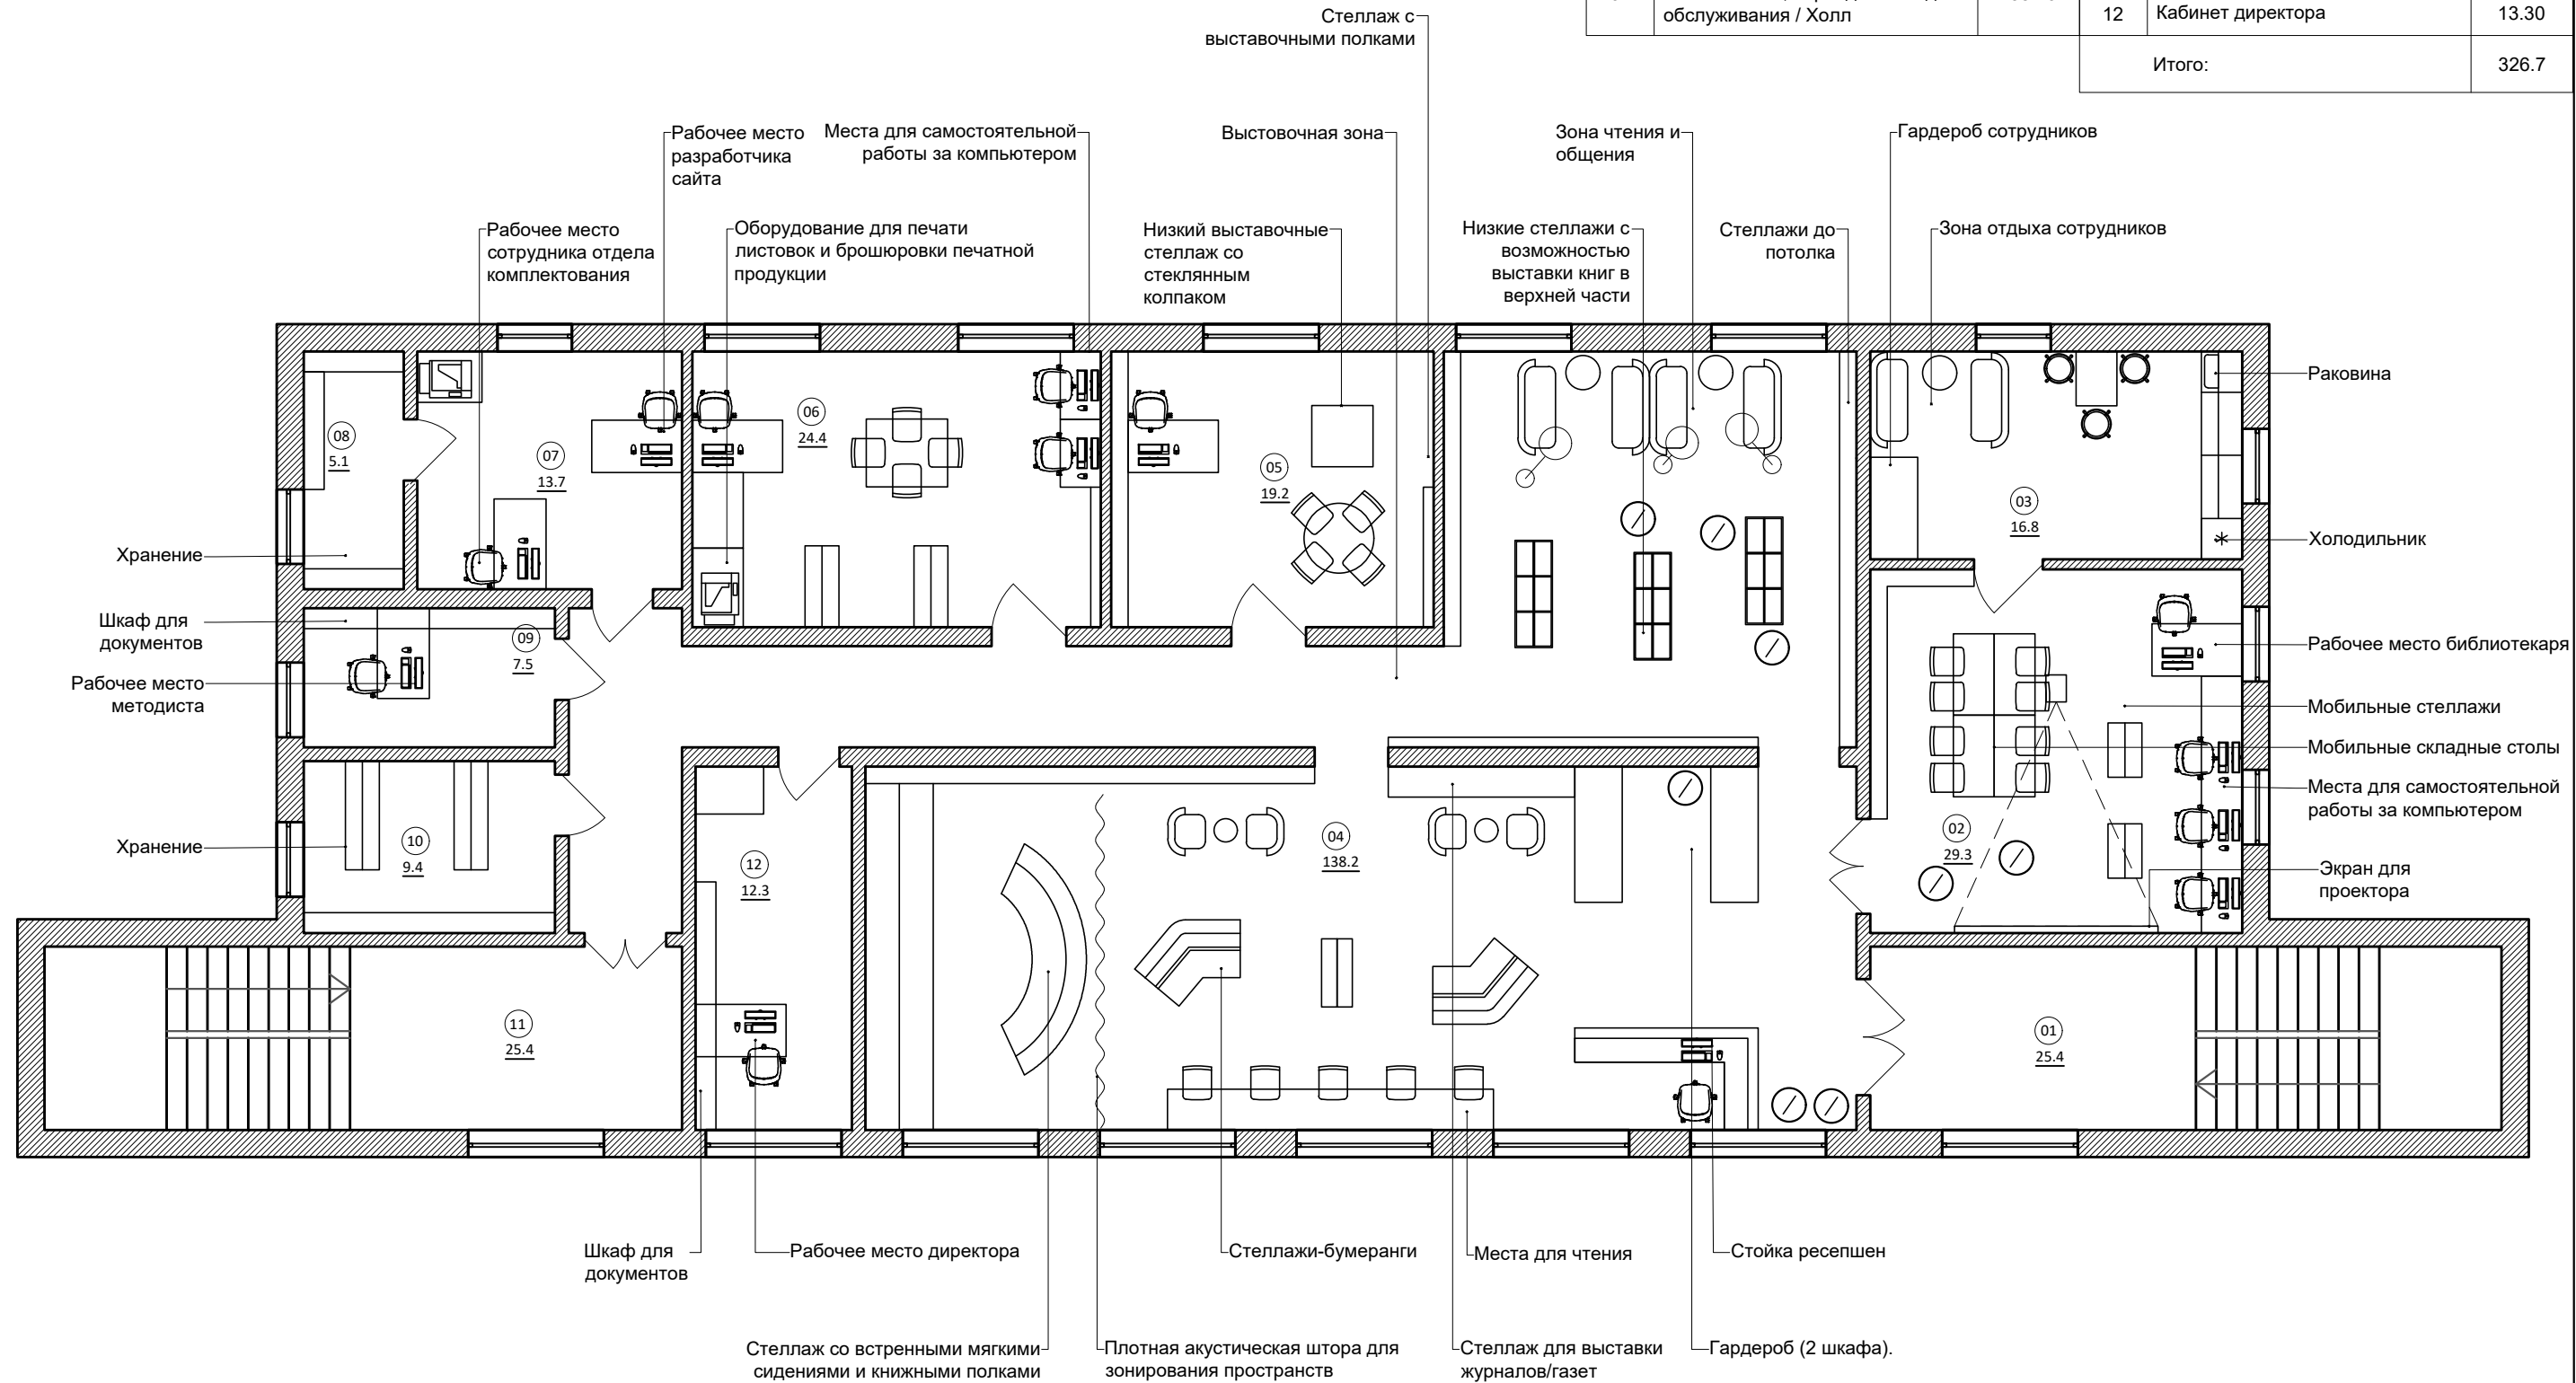 обслуживания / Холл
12 Кабинет директора 13.30
Итого: 326.7
Стеллаж с
выставочными полками
Рабочее место
разработчика
сайта
Места для самостоятельной
работы за компьютером
Выстовочная зона
Зона чтения и
общения
Гардероб сотрудников
Рабочее место
сотрудника отдела
комплектования
Оборудование для печати
листовок и брошюровки печатной
продукции
Низкий выставочные
стеллаж со
стеклянным
колпаком
Низкие стеллажи с
возможностью
выставки книг в
верхней части
Стеллажи до
потолка
Зона отдыха сотрудников
Раковина
Холодильник
Рабочее место библиотекаря
Мобильные стеллажи
Мобильные складные столы
Места для самостоятельной
работы за компьютером
Экран для
проектора
Хранение
Шкаф для
документов
Рабочее место
методиста
Хранение
08
5.1
07
13.7
06
24.4
05
19.2
03
16.8
09
7.5
10
9.4
12
12.3
04
138.2
02
29.3
11
25.4
01
25.4
Шкаф для
документов
Рабочее место директора
Стеллажи-бумеранги
Места для чтения
Стойка ресепшен
Стеллаж со встренными мягкими
сидениями и книжными полками
Плотная акустическая штора для
зонирования пространств
Стеллаж для выставки
журналов/газет
Гардероб (2 шкафа).